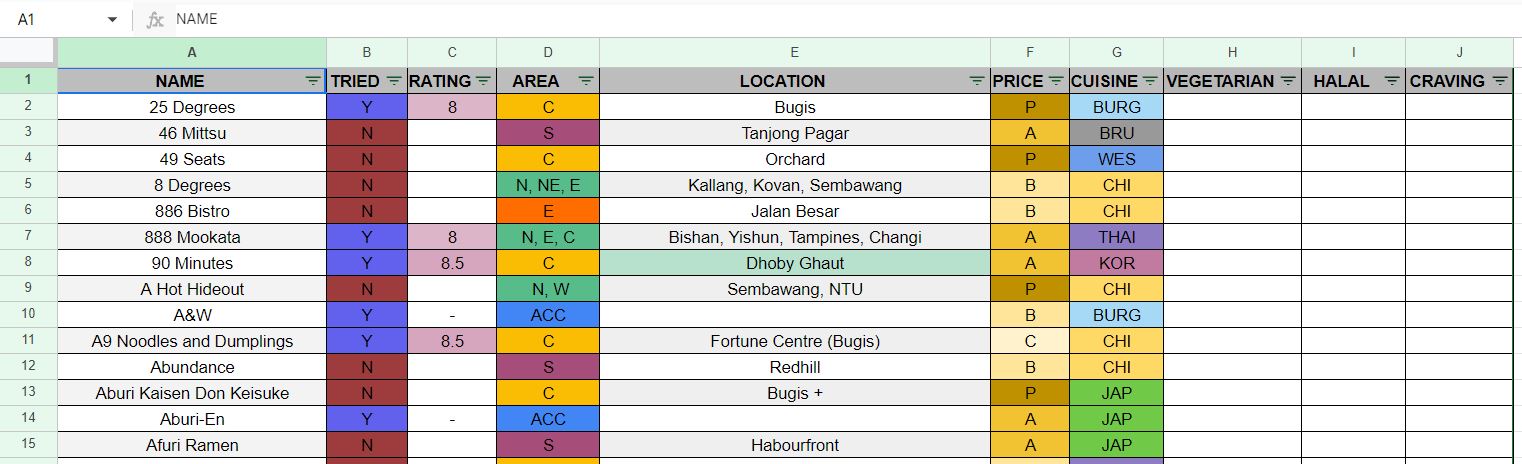 A1 fx NAME
A B C D E F G H I J
1 NAME TRIED RATING AREA LOCATION PRICE CUISINE VEGETARIAN HALAL CRAVING
2 25 Degrees Y 8 C Bugis P BURG
3 46 Mittsu N S Tanjong Pagar A BRU
4 49 Seats N C Orchard P WES
5 8 Degrees N N, NE, E Kallang, Kovan, Sembawang B CHI
6 886 Bistro N E Jalan Besar B CHI
7 888 Mookata Y 8 N, E, C Bishan, Yishun, Tampines, Changi A THAI
8 90 Minutes Y 8.5 C Dhoby Ghaut A KOR
9 A Hot Hideout N N, W Sembawang, NTU P CHI
10 A&W Y - ACC B BURG
11 A9 Noodles and Dumplings Y 8.5 C Fortune Centre (Bugis) C CHI
12 Abundance N S Redhill B CHI
13 Aburi Kaisen Don Keisuke N C Bugis + P JAP
14 Aburi-En Y - ACC A JAP
15 Afuri Ramen N S Habourfront A JAP